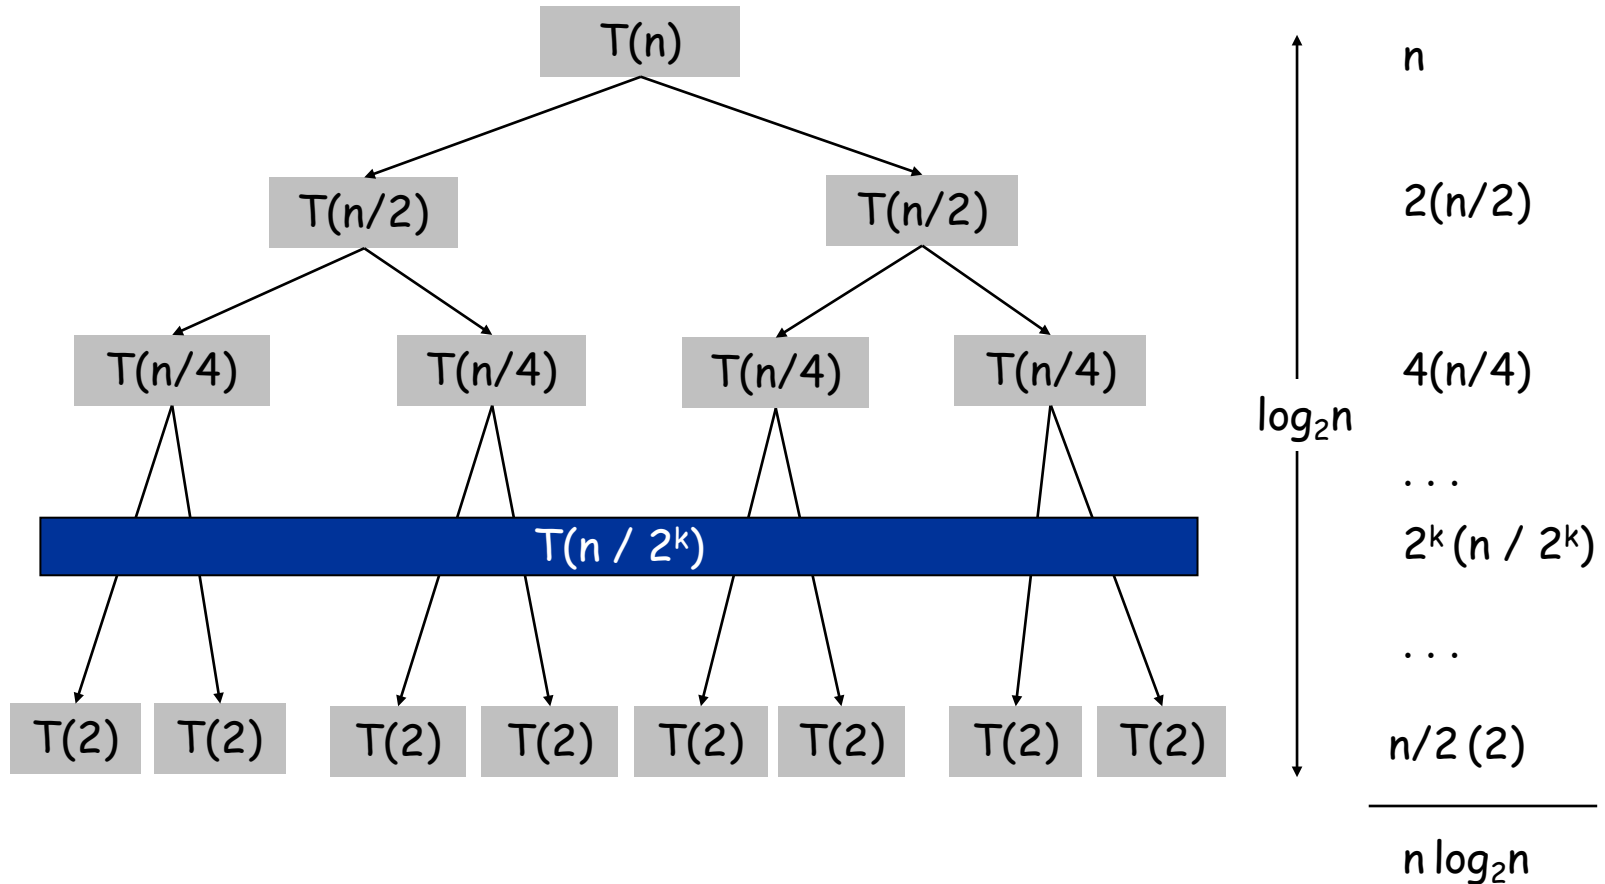 T(n)
n
T(n/2) T(n/2)
2(n/2)
T(n/4) T(n/4) T(n/4) T(n/4)
4(n/4)
log₂n
. . .
T(n / 2ᵏ)
2ᵏ (n / 2ᵏ)
. . .
T(2) T(2) T(2) T(2) T(2) T(2) T(2) T(2)
n/2 (2)
n log₂n